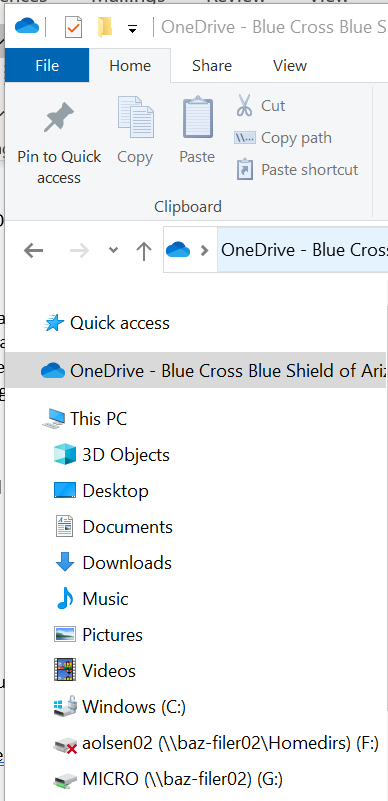 OneDrive - Blue Cross Blue S
File Home Share View
Pin to Quick access
Copy
Paste
Cut
Copy path
Paste shortcut
Clipboard
OneDrive - Blue Cross
Quick access
OneDrive - Blue Cross Blue Shield of Ariz
This PC
3D Objects
Desktop
Documents
Downloads
Music
Pictures
Videos
Windows (C:)
aolsen02 (\\baz-filer02\Homedirs) (F:)
MICRO (\\baz-filer02) (G:)